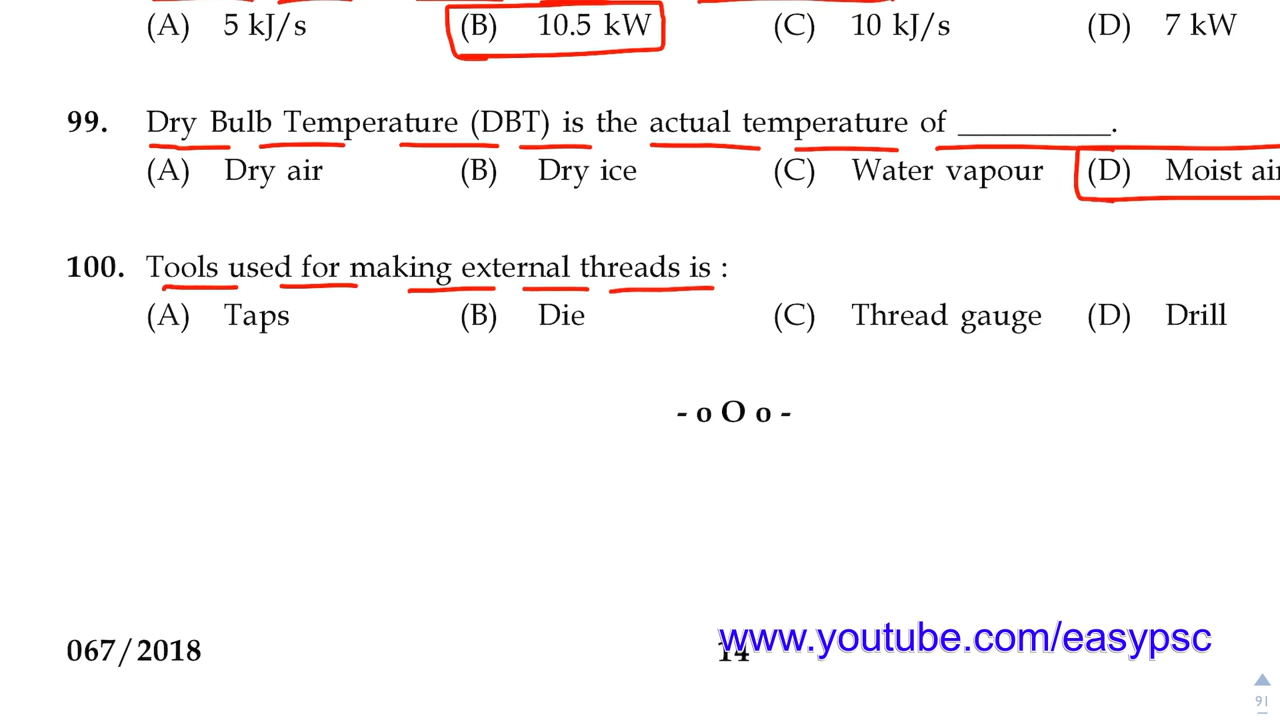 (A) 5 kJ/s (B) 10.5 kW (C) 10 kJ/s (D) 7 kW
99. Dry Bulb Temperature (DBT) is the actual temperature of __________.
(A) Dry air (B) Dry ice (C) Water vapour (D) Moist air
100. Tools used for making external threads is :
(A) Taps (B) Die (C) Thread gauge (D) Drill
- o O o -
067/2018 14
www.youtube.com/easypsc
91